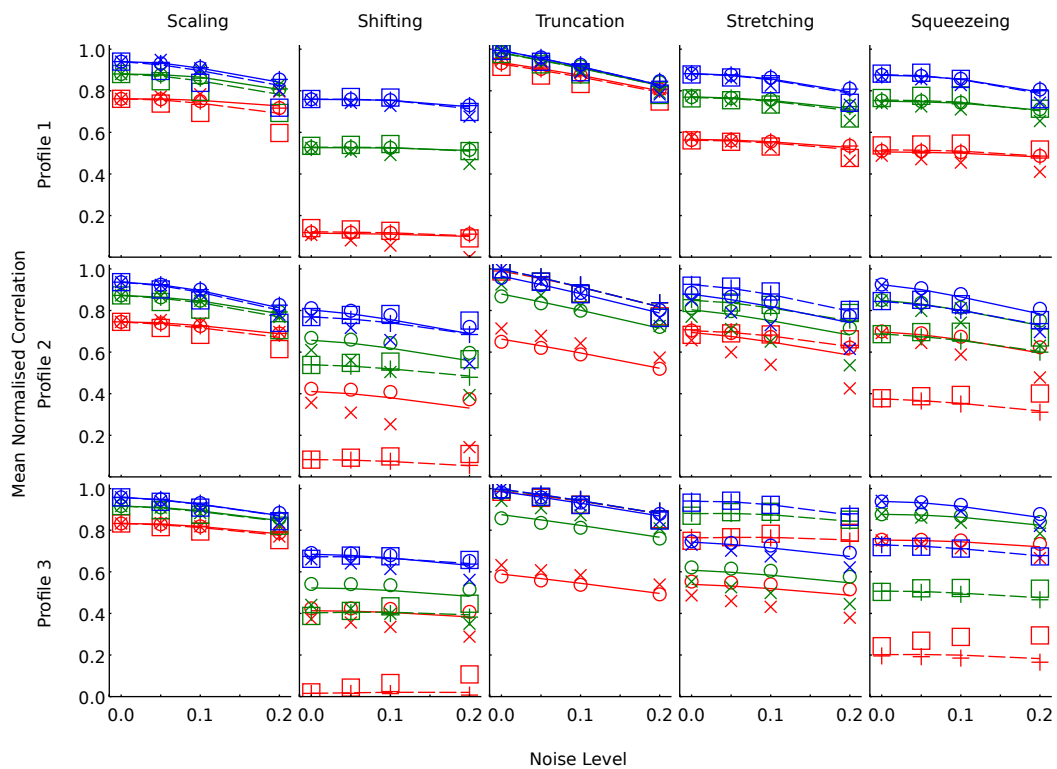 Scaling Shifting Truncation Stretching Squeezeing
Mean Normalised Correlation
Profile 1
1.0
0.8
0.6
0.4
0.2
Profile 2
1.0
0.8
0.6
0.4
0.2
Profile 3
1.0
0.8
0.6
0.4
0.2
0.0
0.0 0.1 0.2 0.0 0.1 0.2 0.0 0.1 0.2 0.0 0.1 0.2 0.0 0.1 0.2
Noise Level